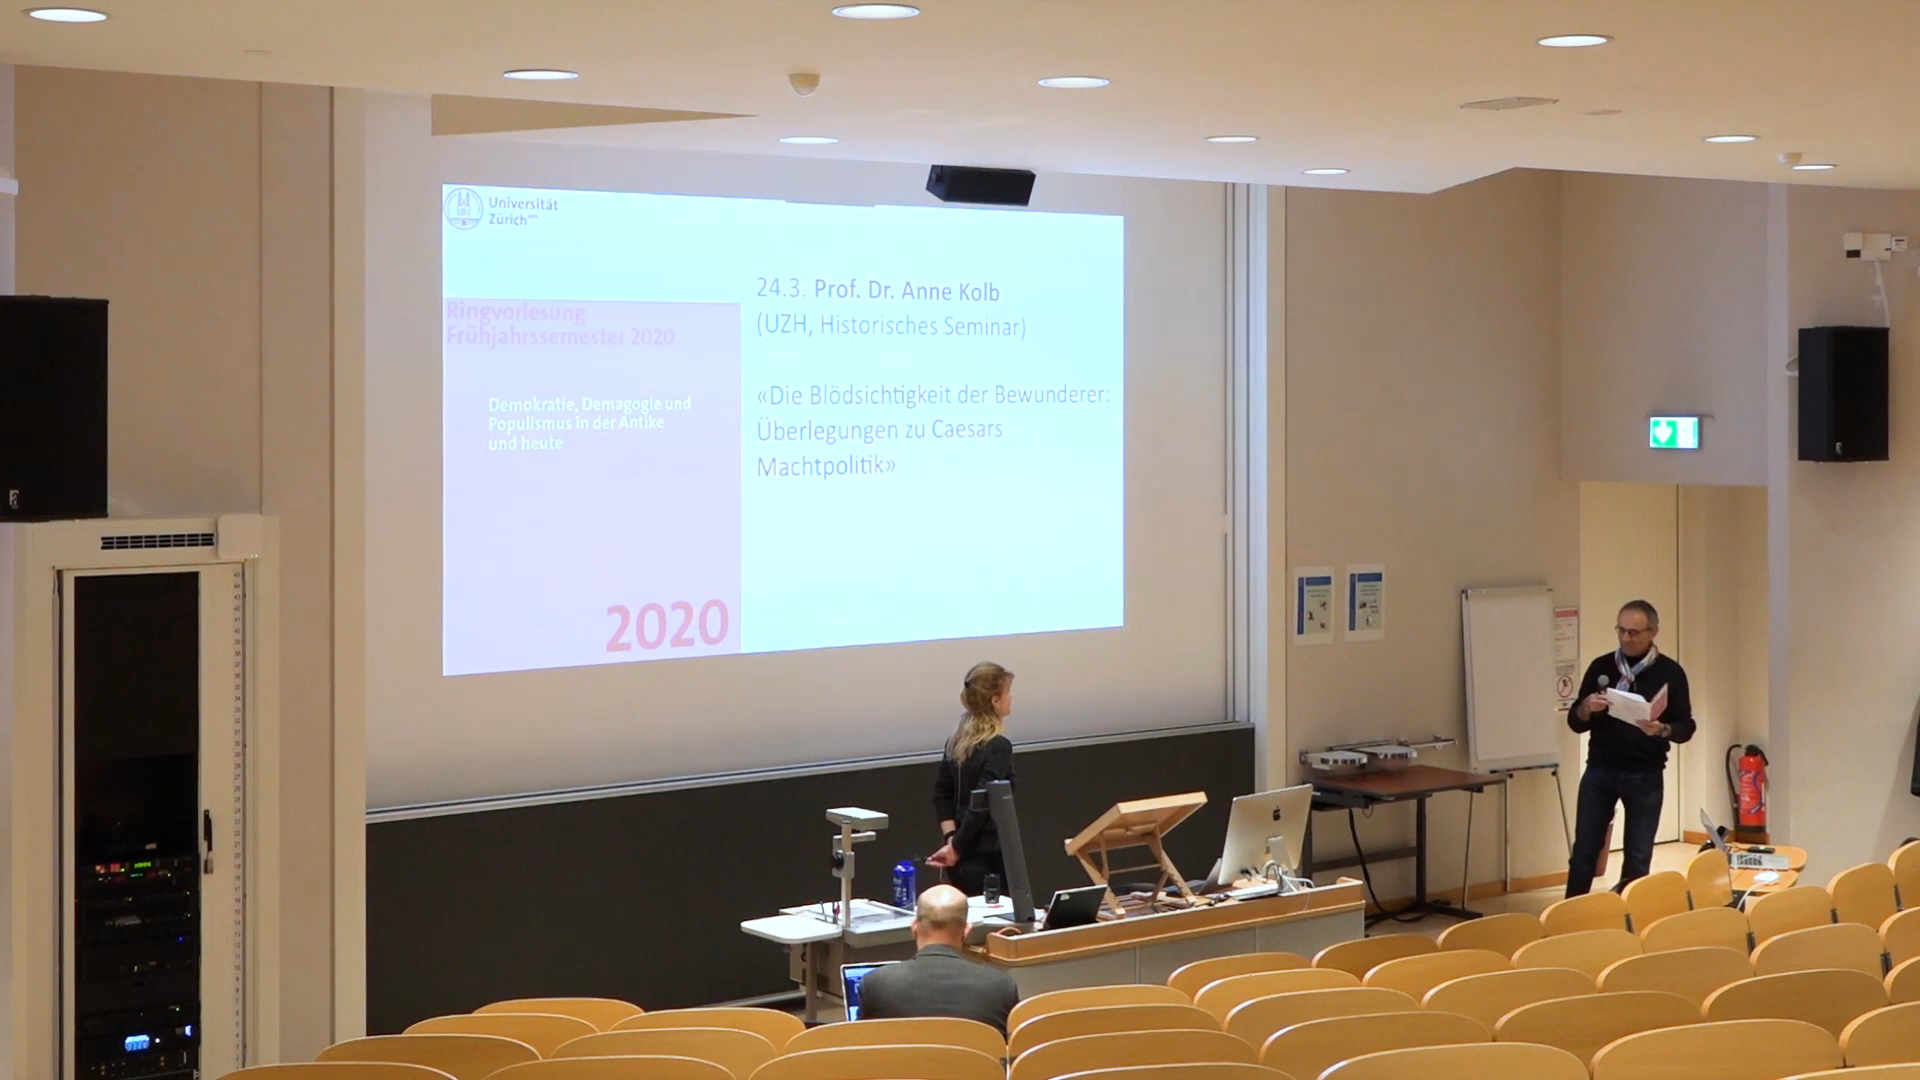 Universität
Zürich
Ringvorlesung
Frühjahrssemester 2020
Demokratie, Demagogie und
Populismus in der Antike
und heute
2020
24.3. Prof. Dr. Anne Kolb
(UZH, Historisches Seminar)
«Die Blödsichtigkeit der Bewunderer:
Überlegungen zu Caesars
Machtpolitik»